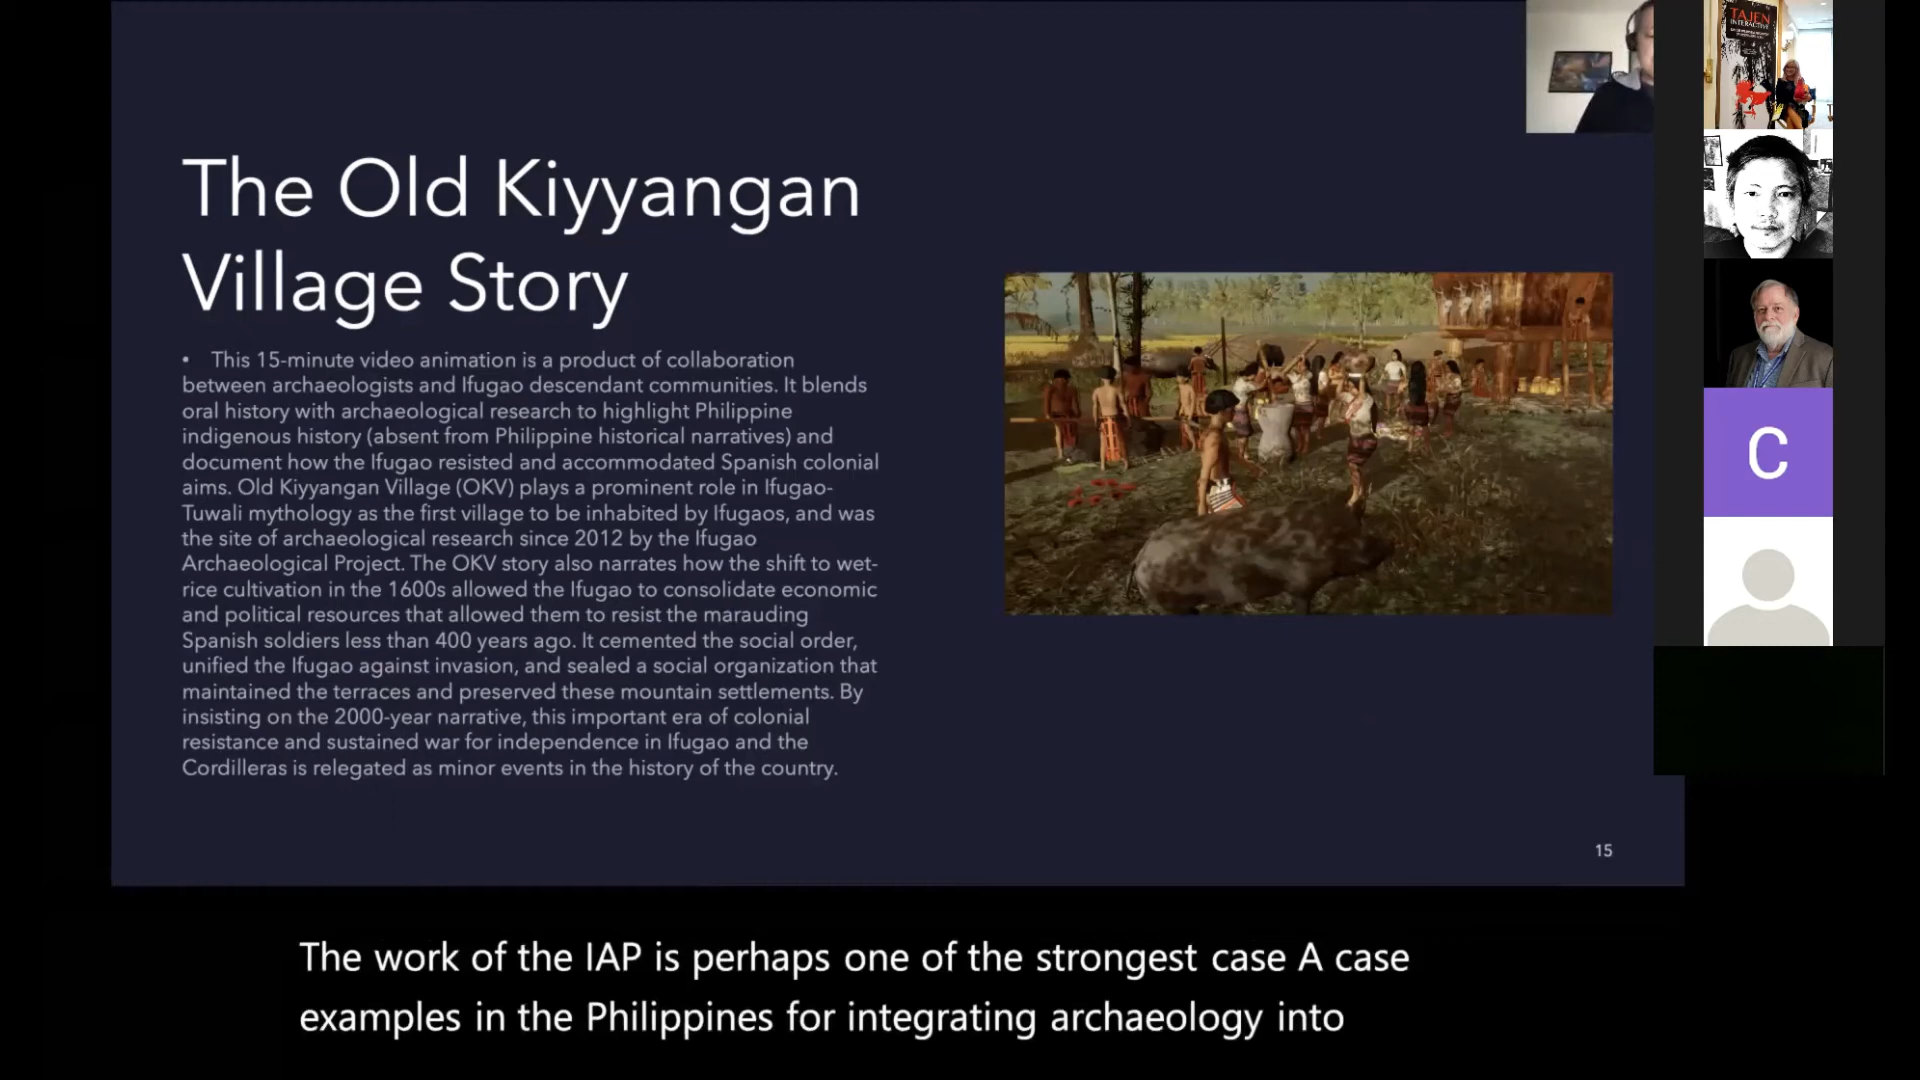 TAJEN
INTERACTIVE
The Old Kiyyangan
Village Story
• This 15-minute video animation is a product of collaboration
between archaeologists and Ifugao descendant communities. It blends
oral history with archaeological research to highlight Philippine
indigenous history (absent from Philippine historical narratives) and
document how the Ifugao resisted and accommodated Spanish colonial
aims. Old Kiyyangan Village (OKV) plays a prominent role in Ifugao-
Tuwali mythology as the first village to be inhabited by Ifugaos, and was
the site of archaeological research since 2012 by the Ifugao
Archaeological Project. The OKV story also narrates how the shift to wet-
rice cultivation in the 1600s allowed the Ifugao to consolidate economic
and political resources that allowed them to resist the marauding
Spanish soldiers less than 400 years ago. It cemented the social order,
unified the Ifugao against invasion, and sealed a social organization that
maintained the terraces and preserved these mountain settlements. By
insisting on the 2000-year narrative, this important era of colonial
resistance and sustained war for independence in Ifugao and the
Cordilleras is relegated as minor events in the history of the country.
C
15
The work of the IAP is perhaps one of the strongest case A case
examples in the Philippines for integrating archaeology into